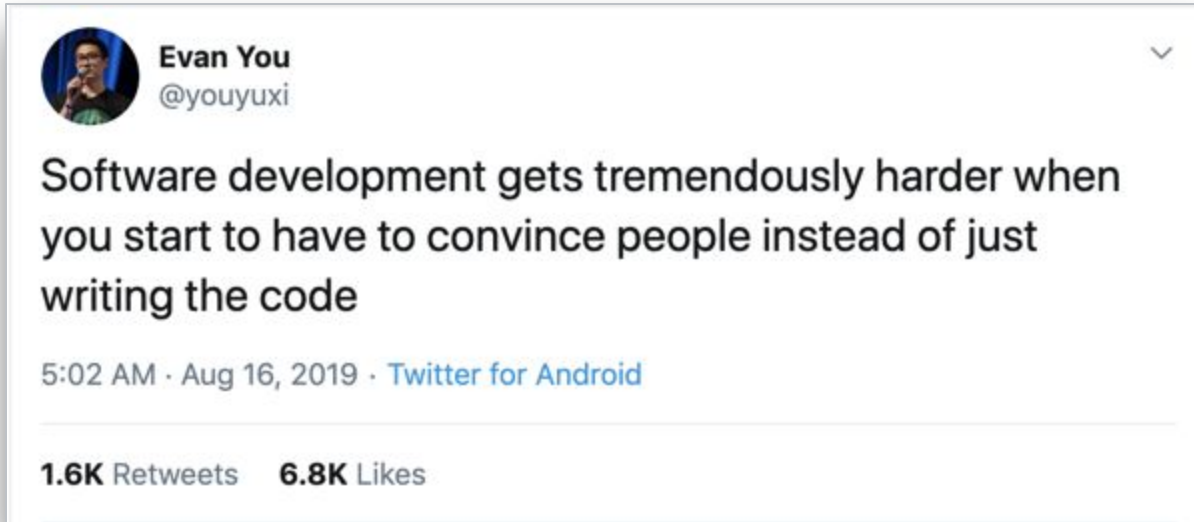 Evan You
@youyuxi
Software development gets tremendously harder when
you start to have to convince people instead of just
writing the code
5:02 AM · Aug 16, 2019 · Twitter for Android
1.6K Retweets 6.8K Likes